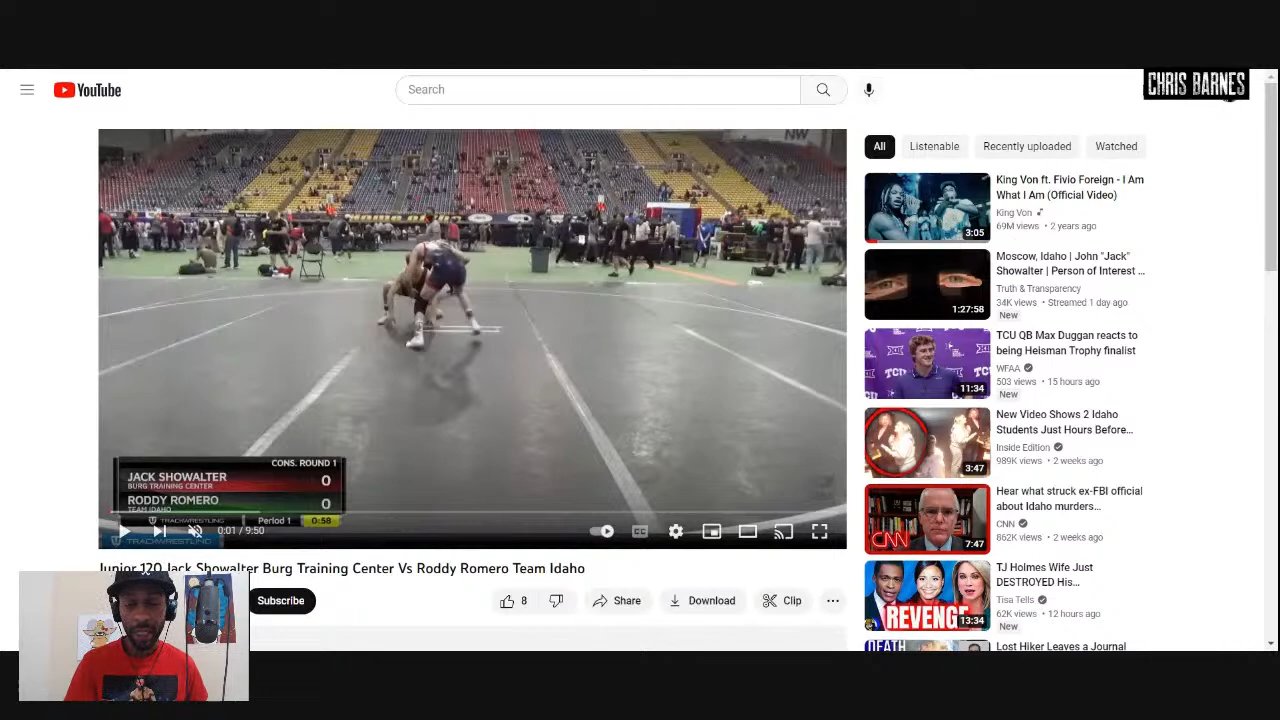 YouTube
Search
CHRIS BARNES
NW
CONS. ROUND 1
JACK SHOWALTER 0
BURG TRAINING CENTER
RODDY ROMERO 0
TEAM IDAHO
TRACKWRESTLING Period 1 0:58
0:01 / 9:50
CC
TRACKWRESTLING
Junior 120 Jack Showalter Burg Training Center Vs Roddy Romero Team Idaho
Subscribe
8
Share
Download
Clip
All
Listenable
Recently uploaded
Watched
King Von ft. Fivio Foreign - I Am
What I Am (Official Video)
King Von
69M views • 2 years ago
3:05
Moscow, Idaho | John "Jack"
Showalter | Person of Interest ...
Truth & Transparency
34K views • Streamed 1 day ago
New
1:27:58
TCU QB Max Duggan reacts to
being Heisman Trophy finalist
WFAA
503 views • 15 hours ago
New
TCU
11:34
New Video Shows 2 Idaho
Students Just Hours Before...
Inside Edition
989K views • 2 weeks ago
3:47
Hear what struck ex-FBI official
about Idaho murders...
CNN
862K views • 2 weeks ago
CNN
7:47
TJ Holmes Wife Just
DESTROYED His...
Tisa Tells
62K views • 12 hours ago
New
REVENGE
13:34
Lost Hiker Leaves a Journal
DEATH